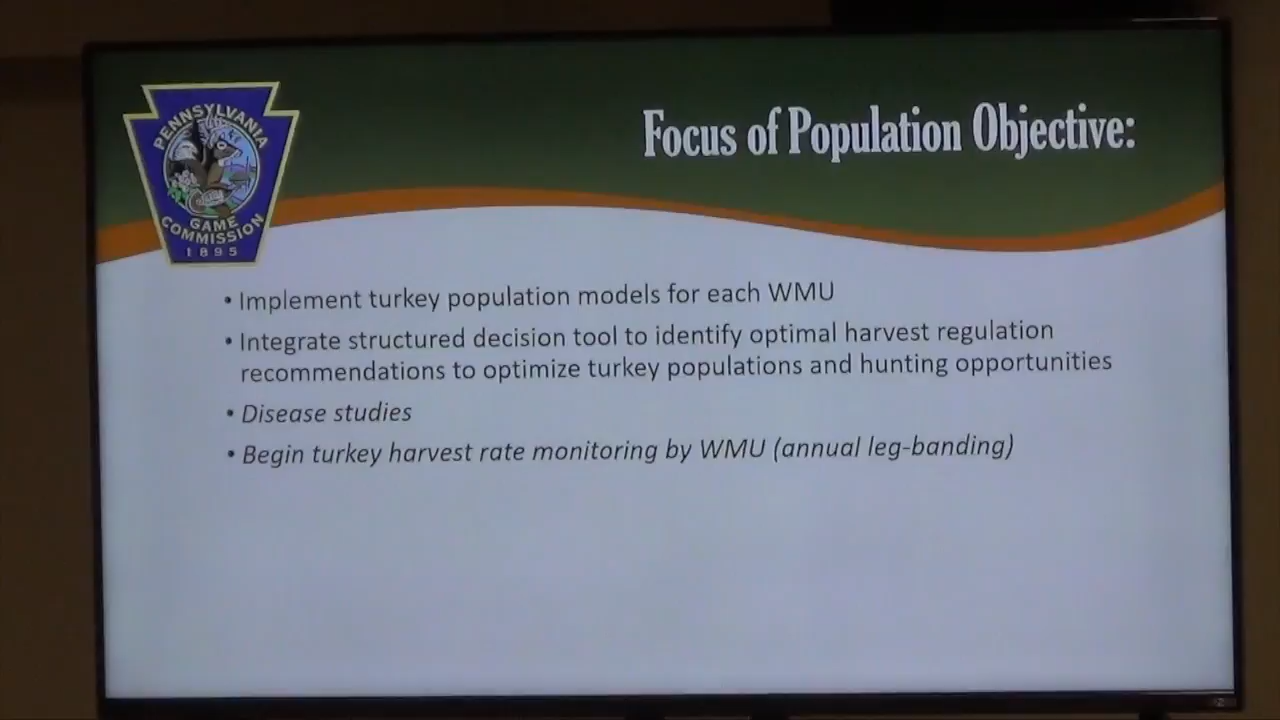 PENNSYLVANIA
GAME
COMMISSION
1895
Focus of Population Objective:
• Implement turkey population models for each WMU
• Integrate structured decision tool to identify optimal harvest regulation
recommendations to optimize turkey populations and hunting opportunities
• Disease studies
• Begin turkey harvest rate monitoring by WMU (annual leg-banding)